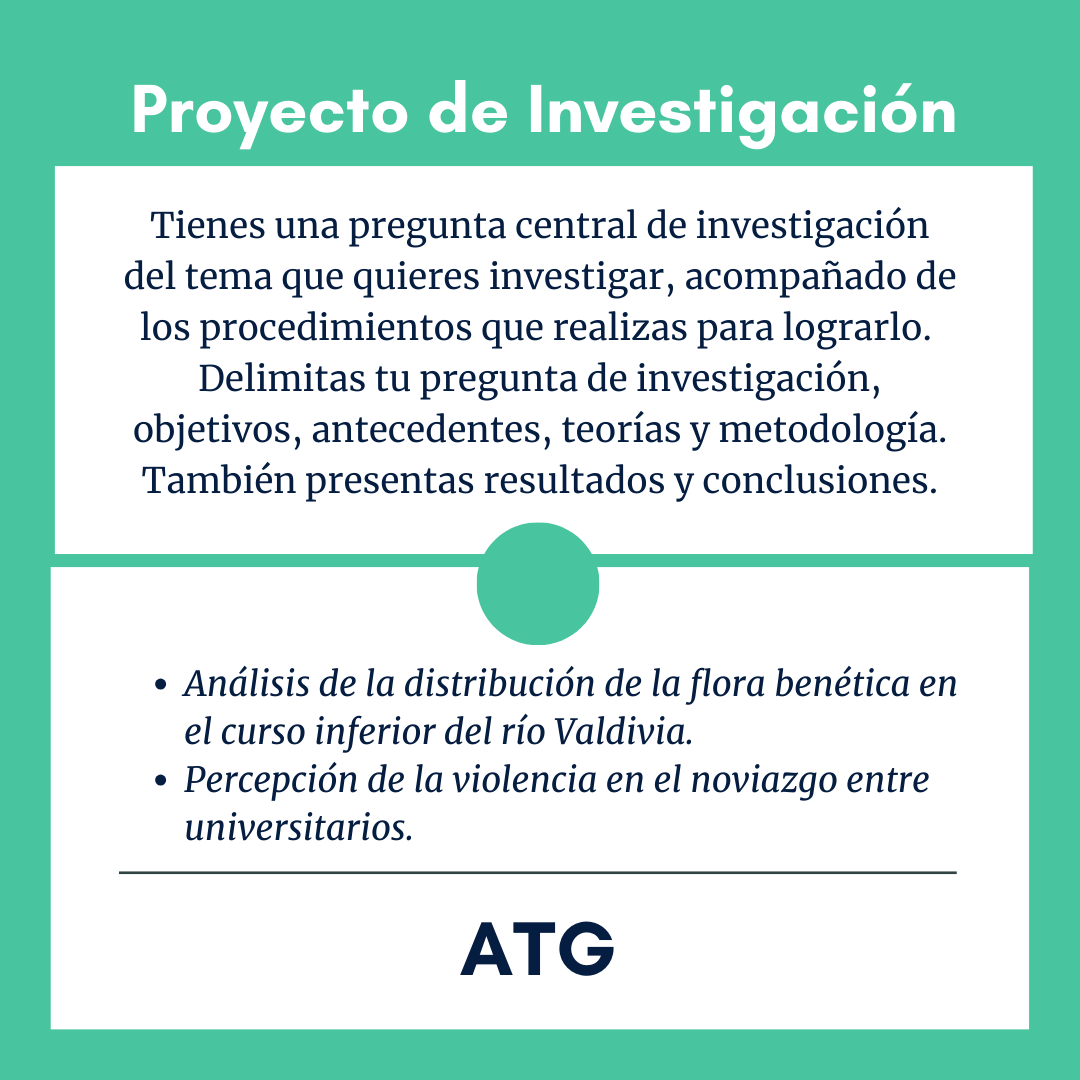 Proyecto de Investigación
Tienes una pregunta central de investigación
del tema que quieres investigar, acompañado de
los procedimientos que realizas para lograrlo.
Delimitas tu pregunta de investigación,
objetivos, antecedentes, teorías y metodología.
También presentas resultados y conclusiones.
• Análisis de la distribución de la flora benética en
el curso inferior del río Valdivia.
• Percepción de la violencia en el noviazgo entre
universitarios.
ATG